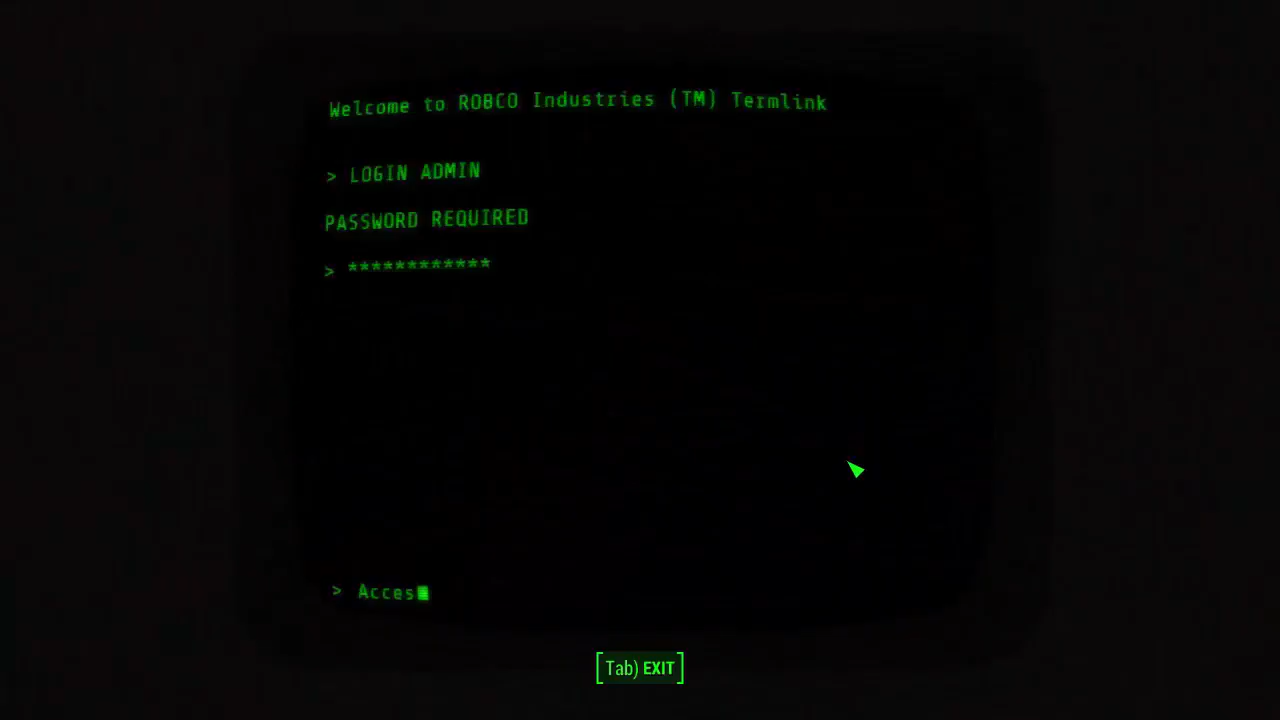 Welcome to ROBCO Industries (TM) Termlink
> LOGIN ADMIN
PASSWORD REQUIRED
> ************
> Acces
[Tab) EXIT]